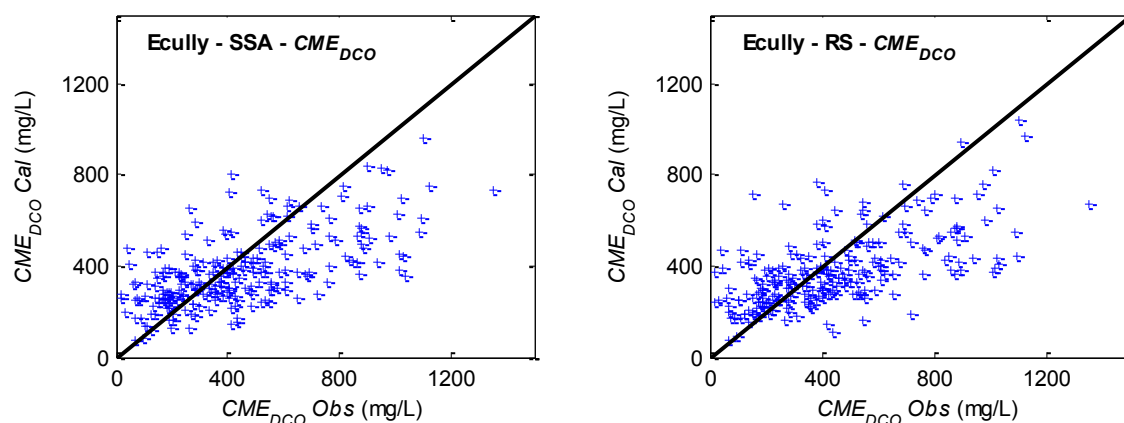 Ecully - SSA - CME_DCO
CME_DCO Cal (mg/L)
1200
800
400
0
0 400 800 1200
CME_DCO Obs (mg/L)
Ecully - RS - CME_DCO
CME_DCO Cal (mg/L)
1200
800
400
0
0 400 800 1200
CME_DCO Obs (mg/L)